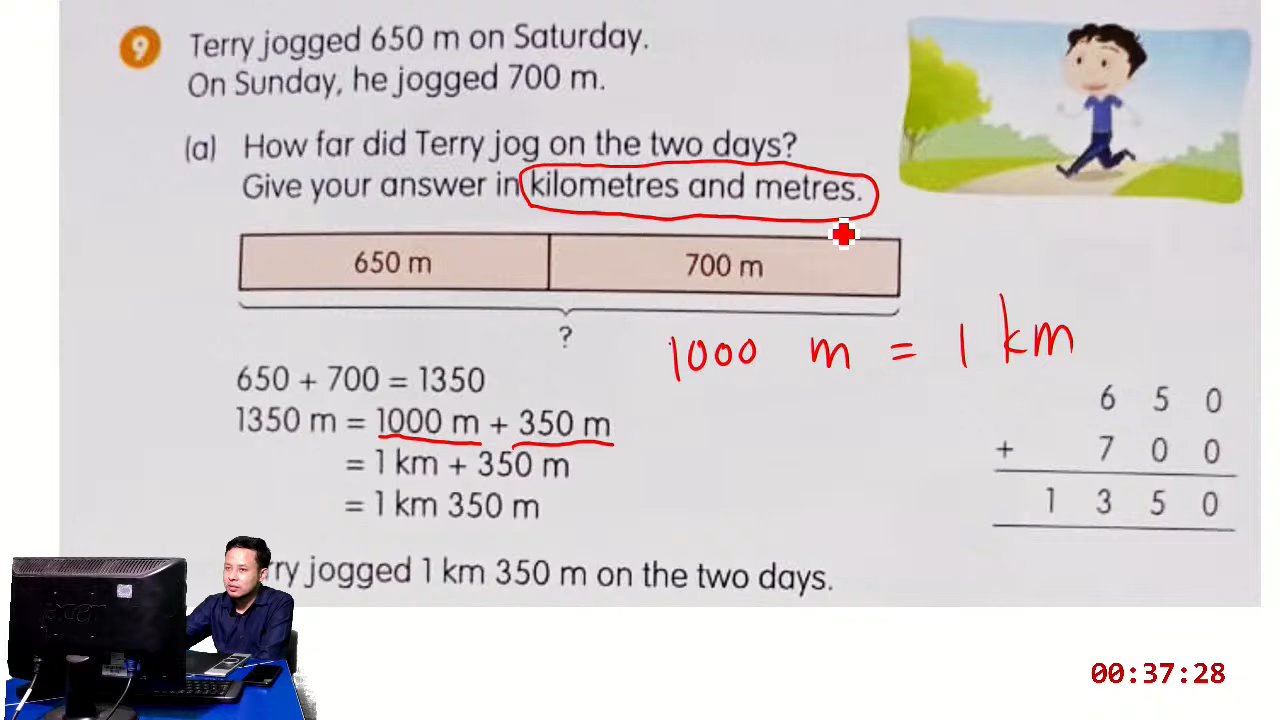 9 Terry jogged 650 m on Saturday.
On Sunday, he jogged 700 m.
(a) How far did Terry jog on the two days?
Give your answer in kilometres and metres.
650 m 700 m
?
1000 m = 1 km
650 + 700 = 1350
1350 m = 1000 m + 350 m
= 1 km + 350 m
= 1 km 350 m
6 5 0
+ 7 0 0
1 3 5 0
rry jogged 1 km 350 m on the two days.
00:37:28